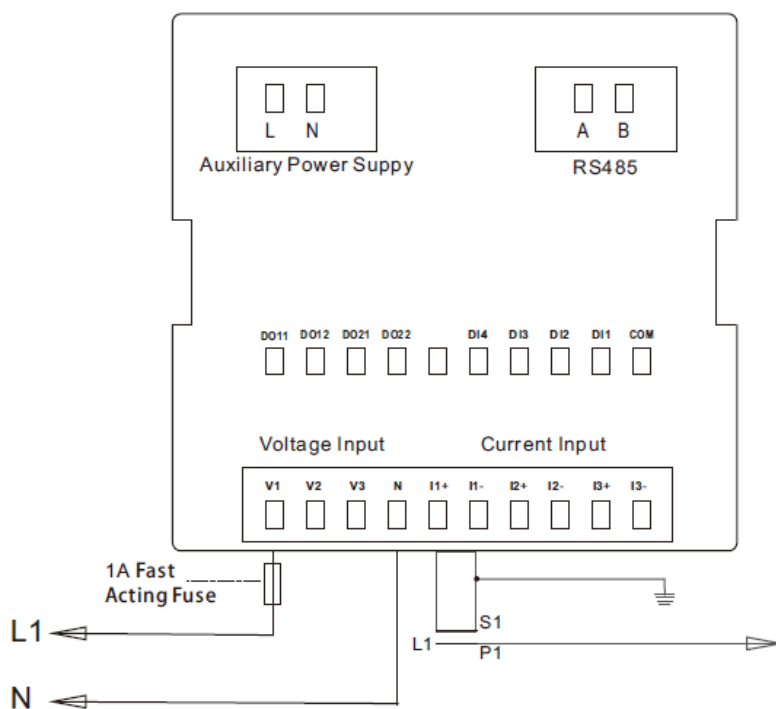 L N
Auxiliary Power Supply
A B
RS485
DO11 DO12 DO21 DO22 DI4 DI3 DI2 DI1 COM
Voltage Input Current Input
V1 V2 V3 N I1+ I1- I2+ I2- I3+ I3-
1A Fast
Acting Fuse
L1
S1
L1
P1
N